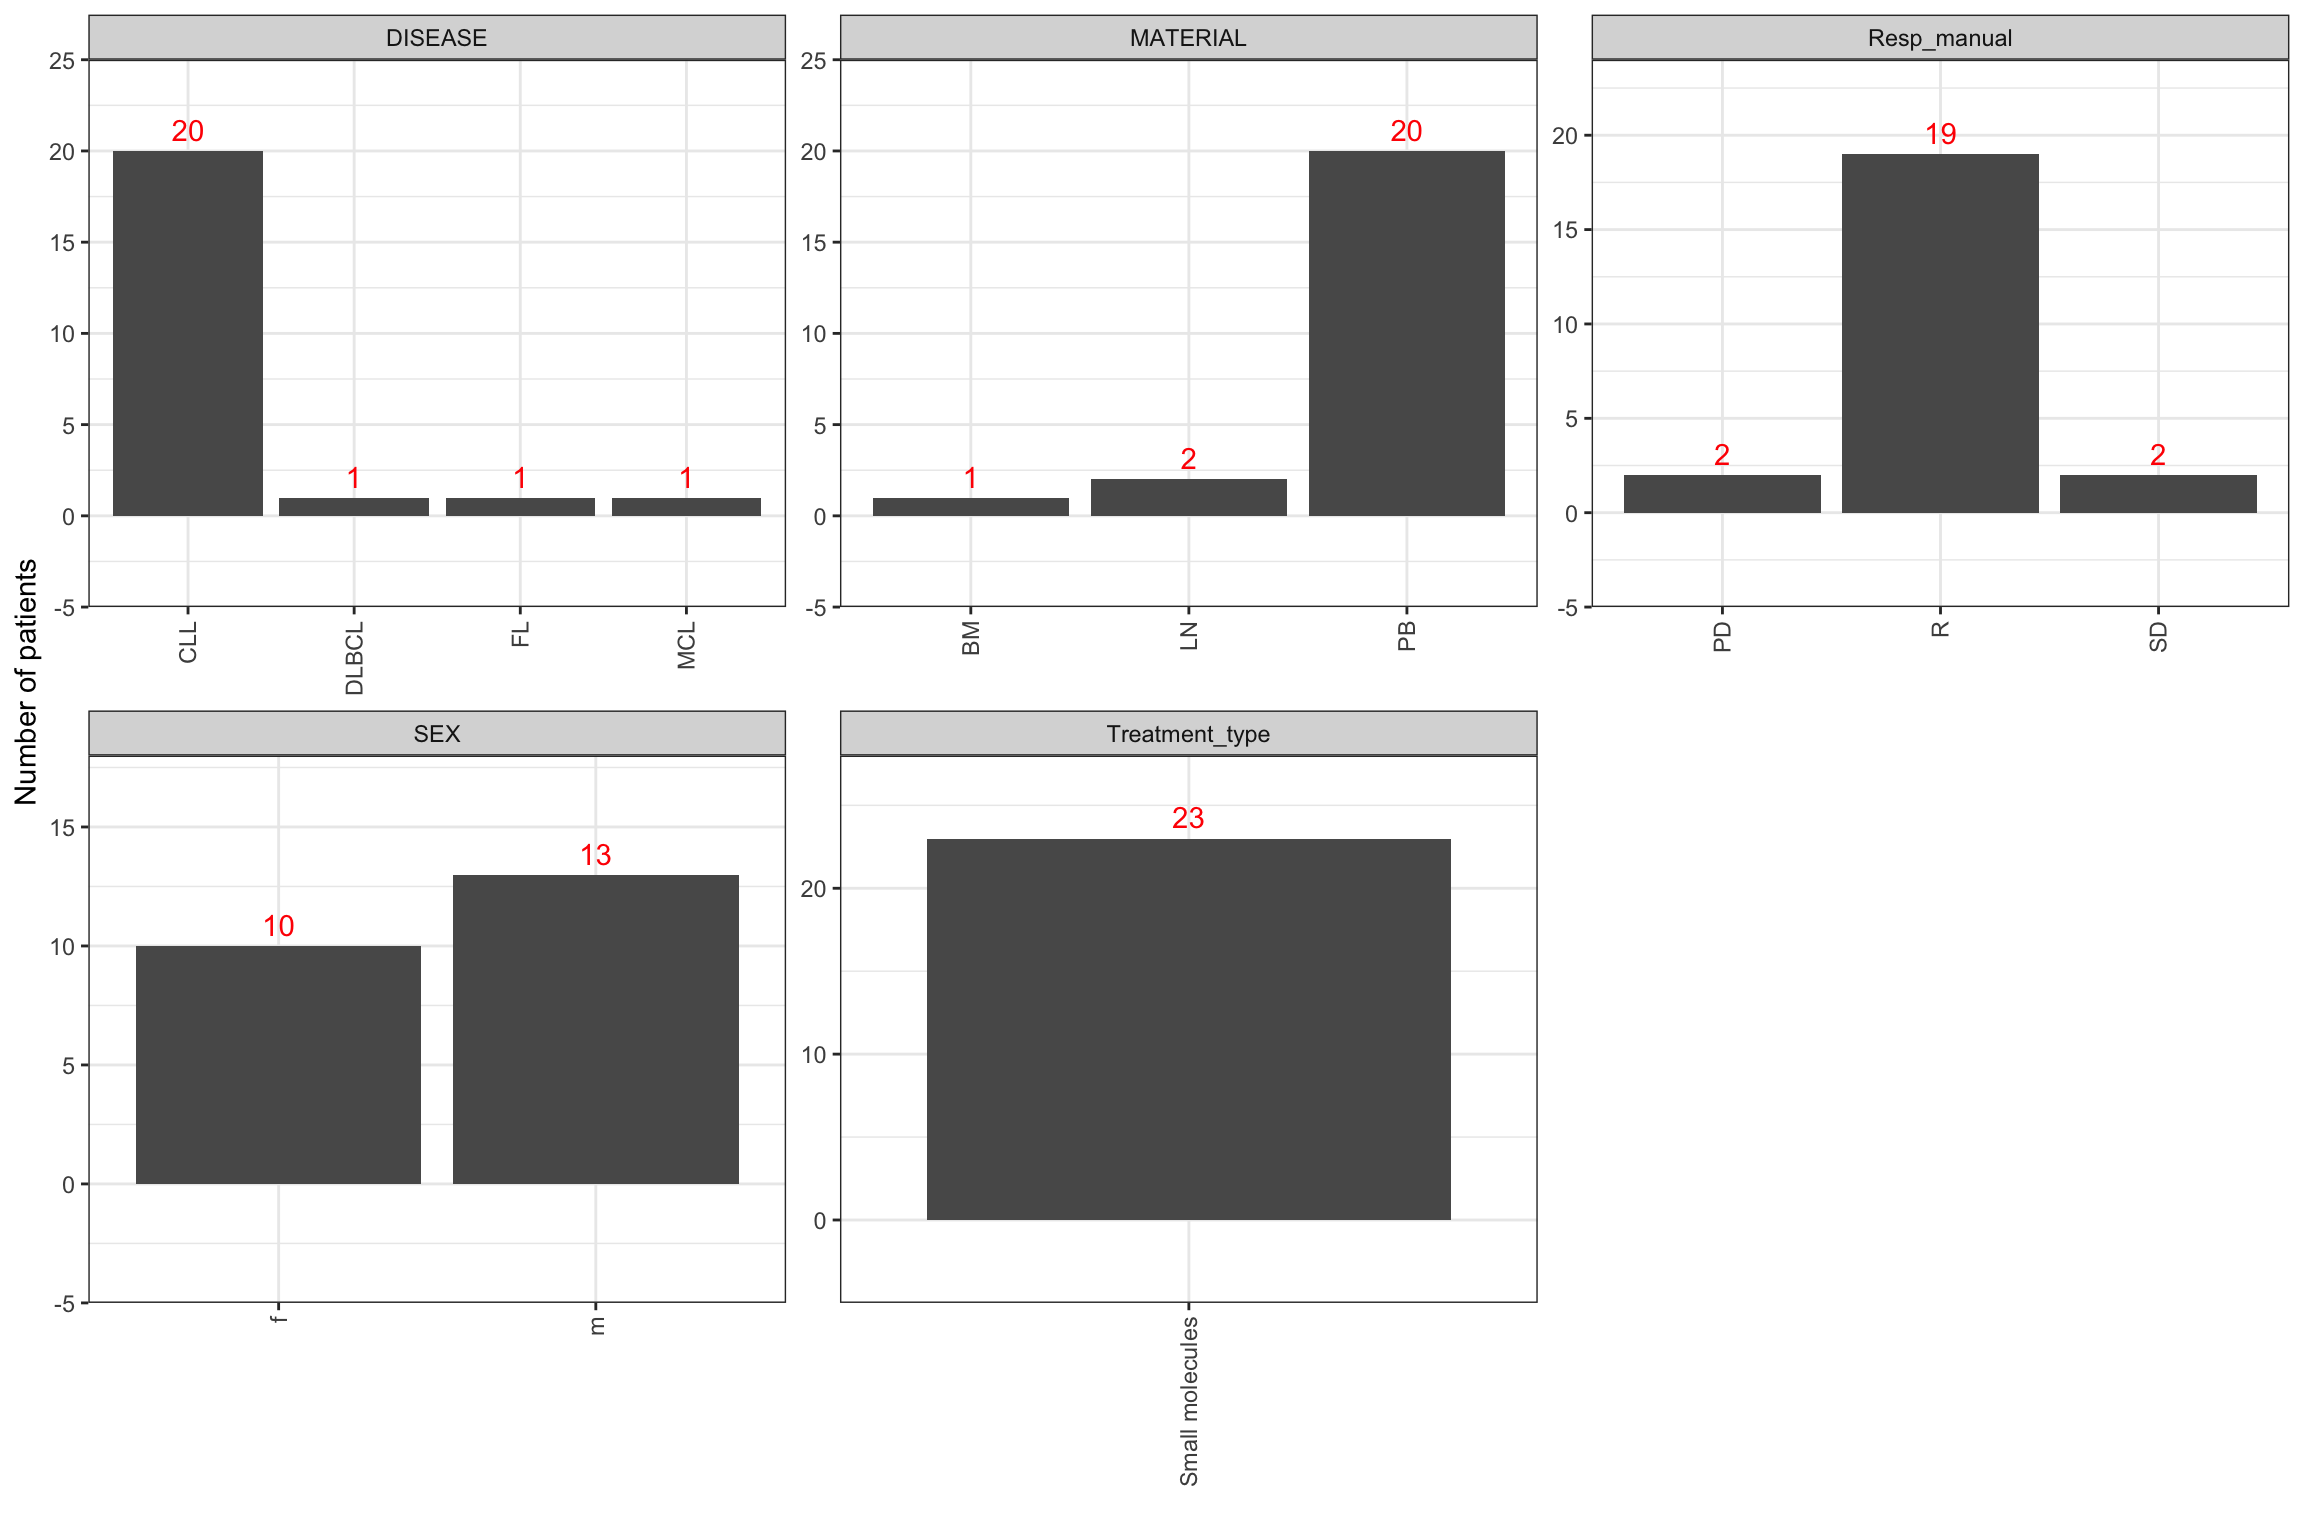 Number of patients
DISEASE
25
20
15
10
5
0
-5
20
1
1
1
CLL
DLBCL
FL
MCL
MATERIAL
25
20
15
10
5
0
-5
1
2
20
BM
LN
PB
Resp_manual
20
15
10
5
0
-5
2
19
2
PD
R
SD
SEX
15
10
5
0
-5
10
13
f
m
Treatment_type
20
10
0
23
Small molecules